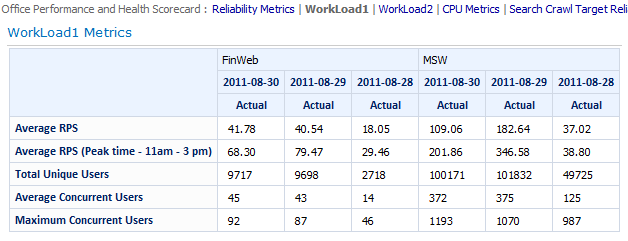 Office Performance and Health Scorecard : Reliability Metrics | WorkLoad1 | WorkLoad2 | CPU Metrics | Search Crawl Target Reli
WorkLoad1 Metrics
FinWeb MSW
2011-08-30 2011-08-29 2011-08-28 2011-08-30 2011-08-29 2011-08-28
Actual Actual Actual Actual Actual Actual
Average RPS 41.78 40.54 18.05 109.06 182.64 37.02
Average RPS (Peak time - 11am - 3 pm) 68.30 79.47 29.46 201.86 346.58 38.80
Total Unique Users 9717 9698 2718 100171 101832 49725
Average Concurrent Users 45 43 14 372 375 125
Maximum Concurrent Users 92 87 46 1193 1070 987